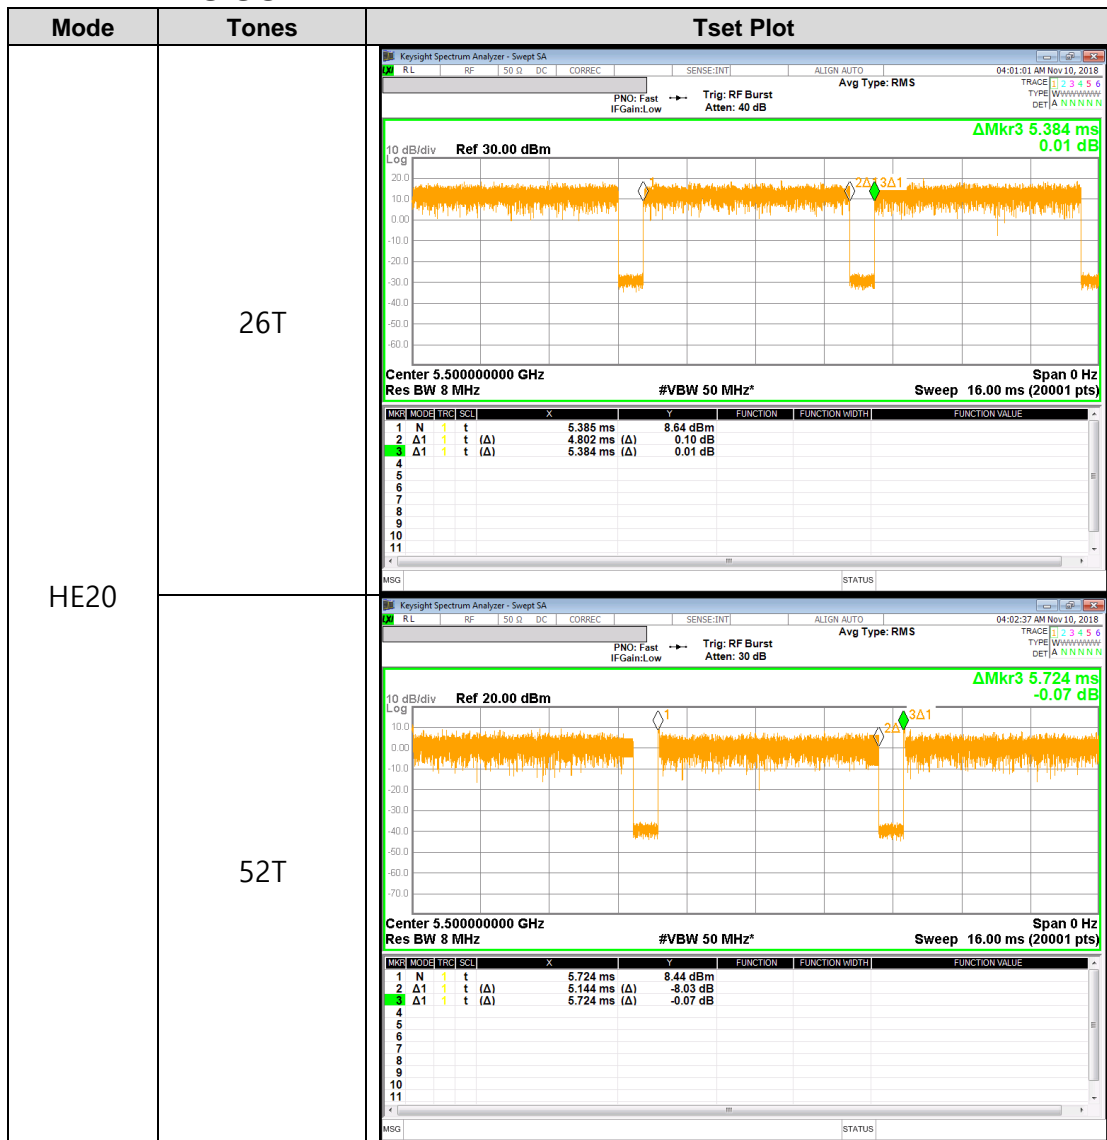 Mode Tones Tset Plot
HE20
26T
Keysight Spectrum Analyzer - Swept SA
RL RF 50 Ω DC CORREC SENSE:INT ALIGN AUTO 04:01:01 AM Nov 10, 2018
Avg Type: RMS TRACE 1 2 3 4 5 6
PNO: Fast Trig: RF Burst TYPE WWWWWW
IFGain:Low Atten: 40 dB DET A N N N N N
ΔMkr3 5.384 ms
0.01 dB
10 dB/div Ref 30.00 dBm
Log
20.0
10.0
0.00
-10.0
-20.0
-30.0
-40.0
-50.0
-60.0
1 2Δ1 3Δ1
Center 5.500000000 GHz Span 0 Hz
Res BW 8 MHz #VBW 50 MHz* Sweep 16.00 ms (20001 pts)
MKR MODE TRC SCL X Y FUNCTION FUNCTION WIDTH FUNCTION VALUE
1 N 1 t 5.385 ms 8.64 dBm
2 Δ1 1 t (Δ) 4.802 ms (Δ) 0.10 dB
3 Δ1 1 t (Δ) 5.384 ms (Δ) 0.01 dB
4
5
6
7
8
9
10
11
MSG STATUS
52T
Keysight Spectrum Analyzer - Swept SA
RL RF 50 Ω DC CORREC SENSE:INT ALIGN AUTO 04:02:37 AM Nov 10, 2018
Avg Type: RMS TRACE 1 2 3 4 5 6
PNO: Fast Trig: RF Burst TYPE WWWWWW
IFGain:Low Atten: 30 dB DET A N N N N N
ΔMkr3 5.724 ms
-0.07 dB
10 dB/div Ref 20.00 dBm
Log
10.0
0.00
-10.0
-20.0
-30.0
-40.0
-50.0
-60.0
-70.0
1 2Δ 3Δ1
Center 5.500000000 GHz Span 0 Hz
Res BW 8 MHz #VBW 50 MHz* Sweep 16.00 ms (20001 pts)
MKR MODE TRC SCL X Y FUNCTION FUNCTION WIDTH FUNCTION VALUE
1 N 1 t 5.724 ms 8.44 dBm
2 Δ1 1 t (Δ) 5.144 ms (Δ) -8.03 dB
3 Δ1 1 t (Δ) 5.724 ms (Δ) -0.07 dB
4
5
6
7
8
9
10
11
MSG STATUS